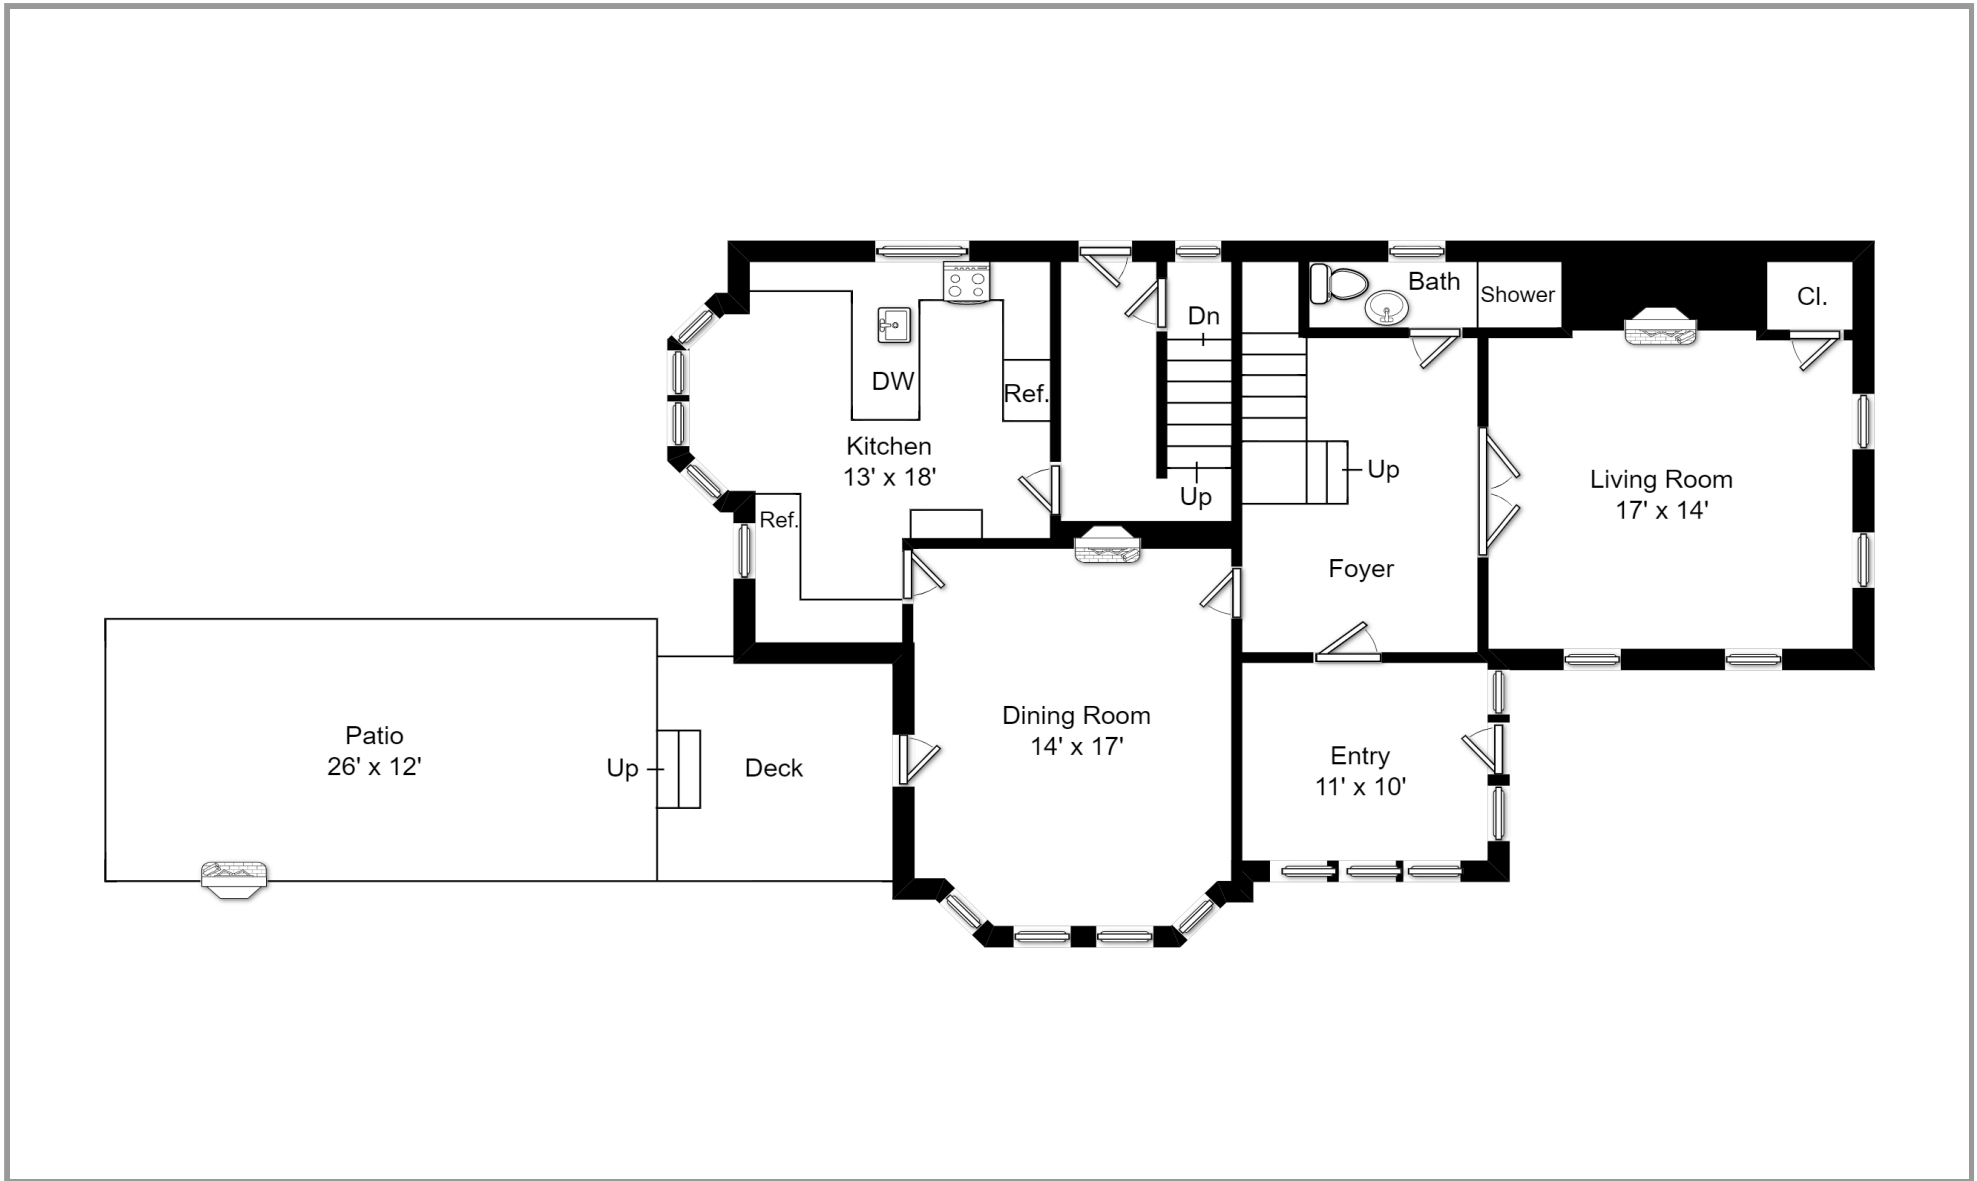 Bath
Shower
Cl.
Dn
DW
Ref.
Kitchen
13' x 18'
Up
Up
Living Room
17' x 14'
Ref.
Foyer
Patio
26' x 12'
Up
Deck
Dining Room
14' x 17'
Entry
11' x 10'